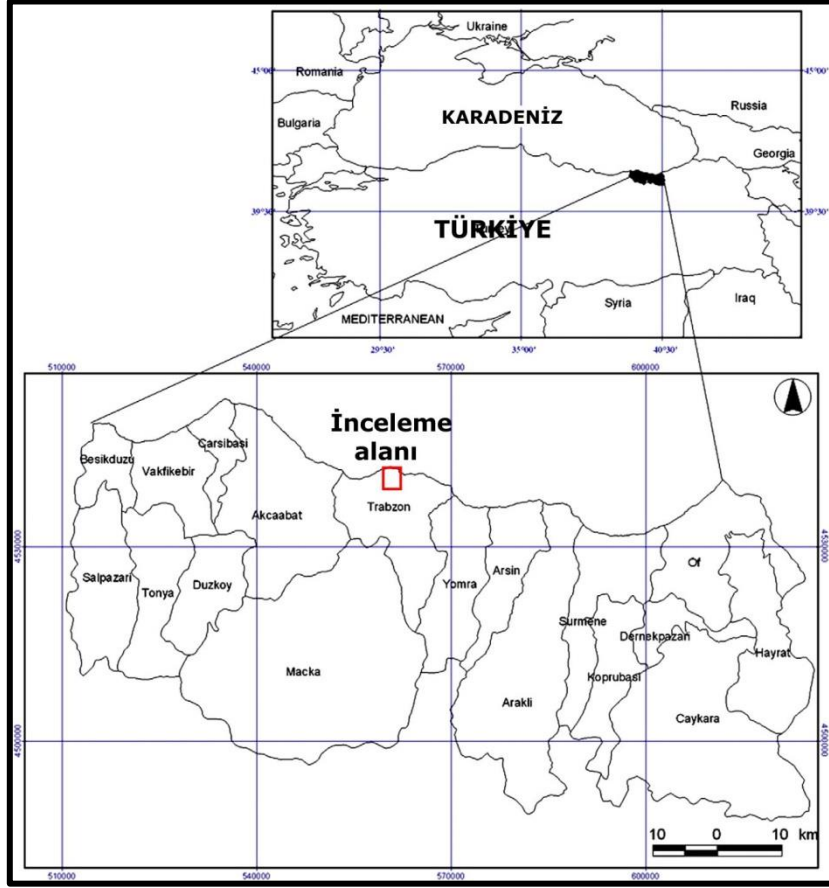 Ukraine
45°00'
45°00'
Romania
Russia
KARADENİZ
Bulgaria
Georgia
39°30'
39°30'
TÜRKİYE
Syria
Iraq
MEDITERRANEAN
29°30'
35°00'
40°30'
510000
540000
570000
600000
İnceleme
alanı
Carsibasi
Besikduzu
Vakfikebir
Akcaabat
Trabzon
4530000
4530000
Of
Salpazari
Tonya
Duzkoy
Yomra
Arsin
Surmene
Dernekpazari
Hayrat
Macka
Koprubasi
Arakli
Caykara
4500000
4500000
10 0 10 km
510000
540000
570000
600000